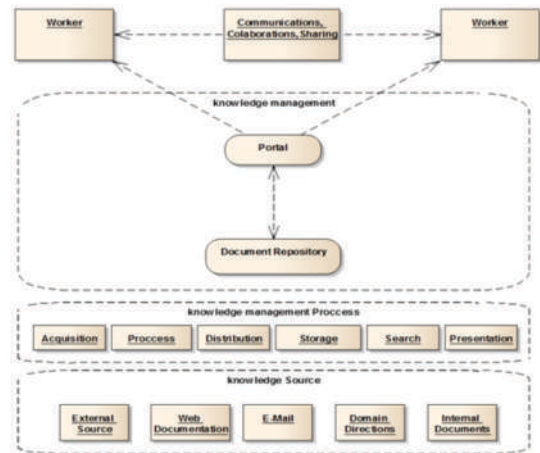 Worker
Communications,
Colaborations, Sharing
Worker
knowledge management
Portal
Document Repository
knowledge management Proccess
Acquisition
Proccess
Distribution
Storage
Search
Presentation
knowledge Source
External
Source
Web
Documentation
E-Mail
Domain
Directions
Internal
Documents